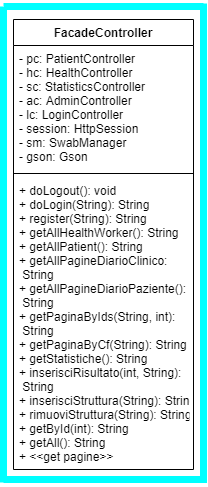 FacadeController
- pc: PatientController
- hc: HealthController
- sc: StatisticsController
- ac: AdminController
- lc: LoginController
- session: HttpSession
- sm: SwabManager
- gson: Gson
+ doLogout(): void
+ doLogin(String): String
+ register(String): String
+ getAllHealthWorker(): String
+ getAllPatient(): String
+ getAllPagineDiarioClinico:
String
+ getAllPagineDiarioPaziente():
String
+ getPaginaByIds(String, int):
String
+ getPaginaByCf(String): String
+ getStatistiche(): String
+ inserisciRisultato(int, String):
String
+ inserisciStruttura(String): Strin
+ rimuoviStruttura(String): String
+ getById(int): String
+ getAll(): String
+ <<get pagine>>